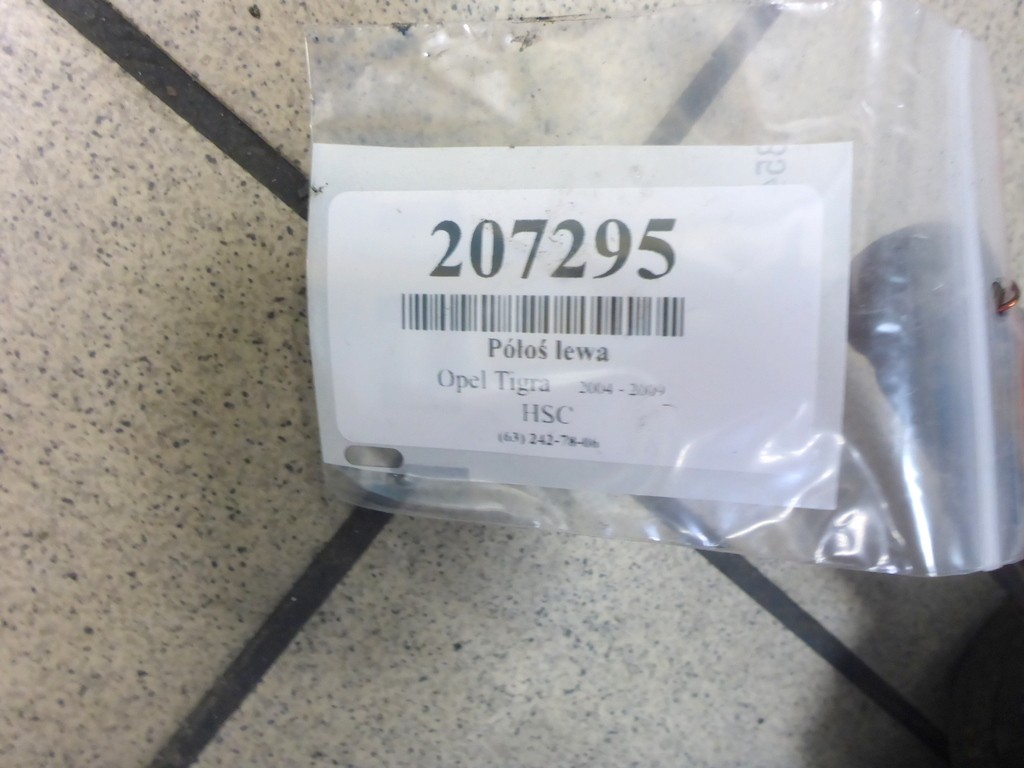 207295
Półoś lewa
Opel Tigra 2004 - 2009
HSC
(63) 242-78-06